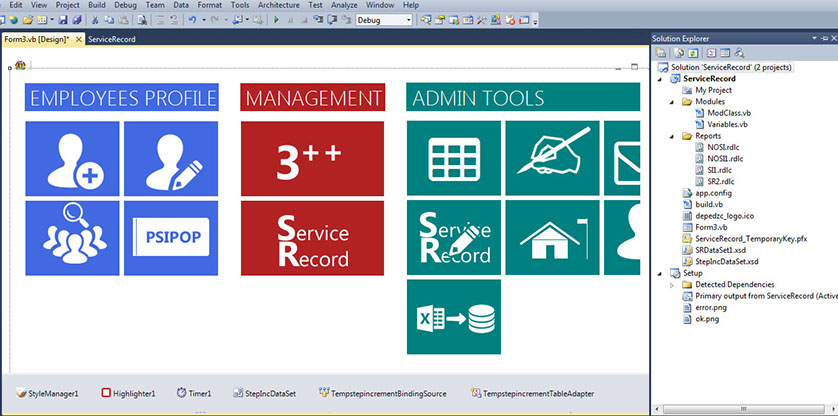 Edit View Project Build Debug Team Data Format Tools Architecture Test Analyze Window Help
Debug
Form3.vb [Design]* ServiceRecord
EMPLOYEES PROFILE
MANAGEMENT
ADMIN TOOLS
3++
PSIPOP
Service
Record
Service
Record
X
StyleManager1 Highlighter1 Timer1 StepIncDataSet TempstepincrementBindingSource TempstepincrementTableAdapter
Solution Explorer
Solution 'ServiceRecord' (2 projects)
ServiceRecord
My Project
Modules
ModClass.vb
Variables.vb
Reports
NOSI.rdlc
NOSI1.rdlc
SI1.rdlc
SR2.rdlc
app.config
build.vb
depedzc_logo.ico
Form3.vb
ServiceRecord_TemporaryKey.pfx
SRDataSet1.xsd
StepIncDataSet.xsd
Setup
Detected Dependencies
Primary output from ServiceRecord (Active
error.png
ok.png